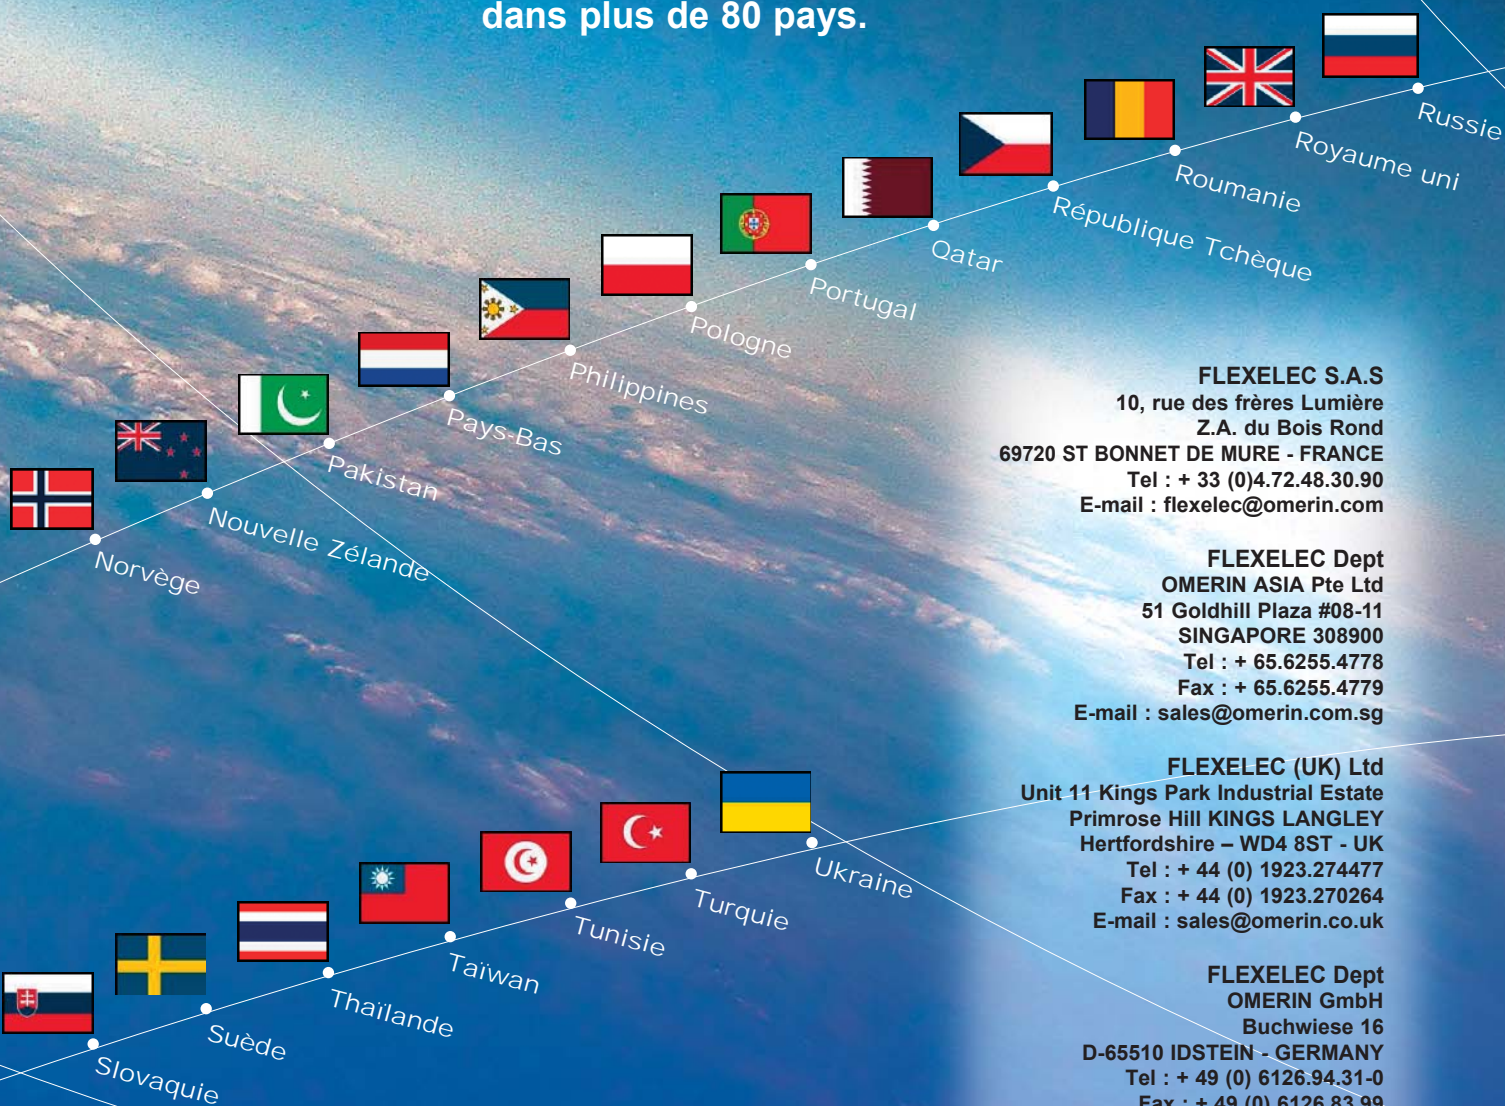 dans plus de 80 pays.
Russie
Royaume uni
Roumanie
République Tchèque
Qatar
Portugal
Pologne
Philippines
Pays-Bas
Pakistan
Nouvelle Zélande
Norvège
FLEXELEC S.A.S
10, rue des frères Lumière
Z.A. du Bois Rond
69720 ST BONNET DE MURE - FRANCE
Tel : + 33 (0)4.72.48.30.90
E-mail : flexelec@omerin.com
FLEXELEC Dept
OMERIN ASIA Pte Ltd
51 Goldhill Plaza #08-11
SINGAPORE 308900
Tel : + 65.6255.4778
Fax : + 65.6255.4779
E-mail : sales@omerin.com.sg
FLEXELEC (UK) Ltd
Unit 11 Kings Park Industrial Estate
Primrose Hill KINGS LANGLEY
Hertfordshire – WD4 8ST - UK
Tel : + 44 (0) 1923.274477
Fax : + 44 (0) 1923.270264
E-mail : sales@omerin.co.uk
FLEXELEC Dept
OMERIN GmbH
Buchwiese 16
D-65510 IDSTEIN - GERMANY
Tel : + 49 (0) 6126.94.31-0
Fax : + 49 (0) 6126.83.99
Ukraine
Turquie
Tunisie
Taïwan
Thaïlande
Suède
Slovaquie